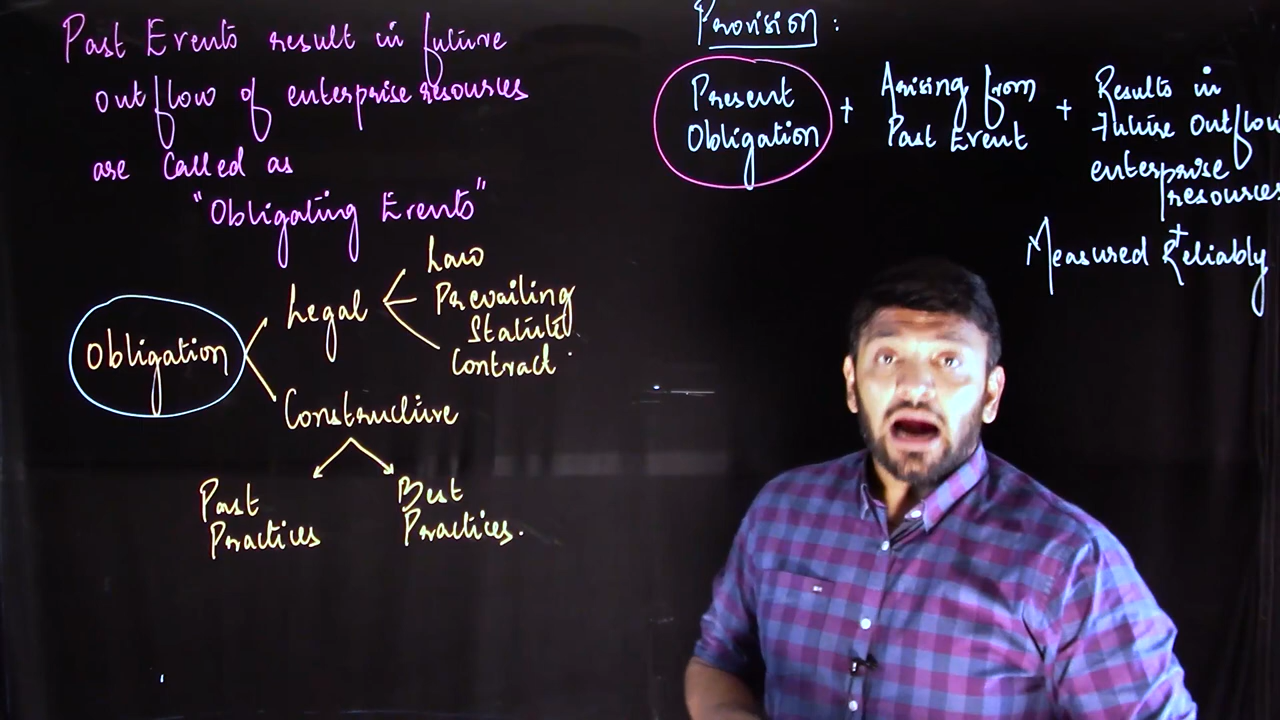 Past Events result in future
outflow of enterprise resources
are called as
"Obligating Events"
Obligation
Legal
Law
Prevailing
Statute
Contract.
Constructive
Past
Practices
Best
Practices.
Provision :
Present
Obligation
+
Arising from
Past Event
+
Results in
Future Outflow
enterprise
resources
+
Measured Reliably